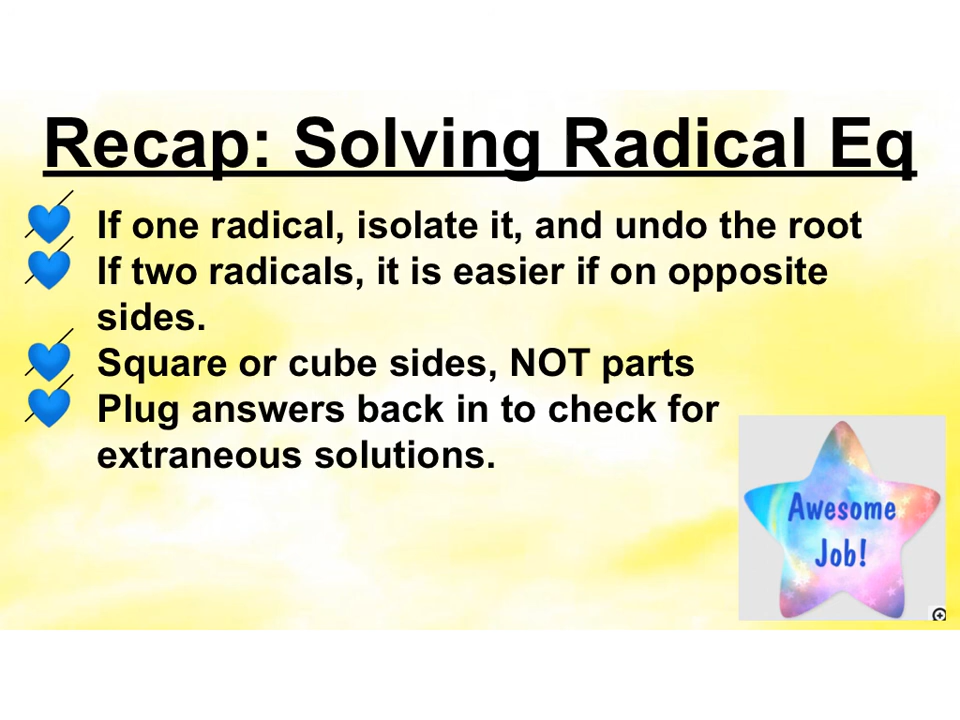 Recap: Solving Radical Eq
If one radical, isolate it, and undo the root
If two radicals, it is easier if on opposite
sides.
Square or cube sides, NOT parts
Plug answers back in to check for
extraneous solutions.
Awesome
Job!